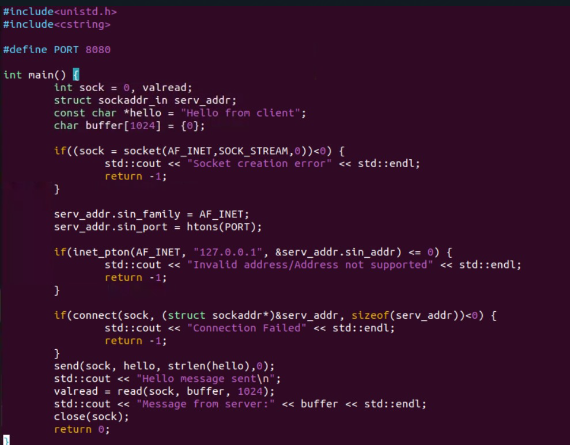 #include<unistd.h>
#include<cstring>

#define PORT 8080

int main() {
        int sock = 0, valread;
        struct sockaddr_in serv_addr;
        const char *hello = "Hello from client";
        char buffer[1024] = {0};

        if((sock = socket(AF_INET,SOCK_STREAM,0))<0) {
                std::cout << "Socket creation error" << std::endl;
                return -1;
        }

        serv_addr.sin_family = AF_INET;
        serv_addr.sin_port = htons(PORT);

        if(inet_pton(AF_INET, "127.0.0.1", &serv_addr.sin_addr) <= 0) {
                std::cout << "Invalid address/Address not supported" << std::endl;
                return -1;
        }

        if(connect(sock, (struct sockaddr*)&serv_addr, sizeof(serv_addr))<0) {
                std::cout << "Connection Failed" << std::endl;
                return -1;
        }
        send(sock, hello, strlen(hello),0);
        std::cout << "Hello message sent\n";
        valread = read(sock, buffer, 1024);
        std::cout << "Message from server:" << buffer << std::endl;
        close(sock);
        return 0;
}